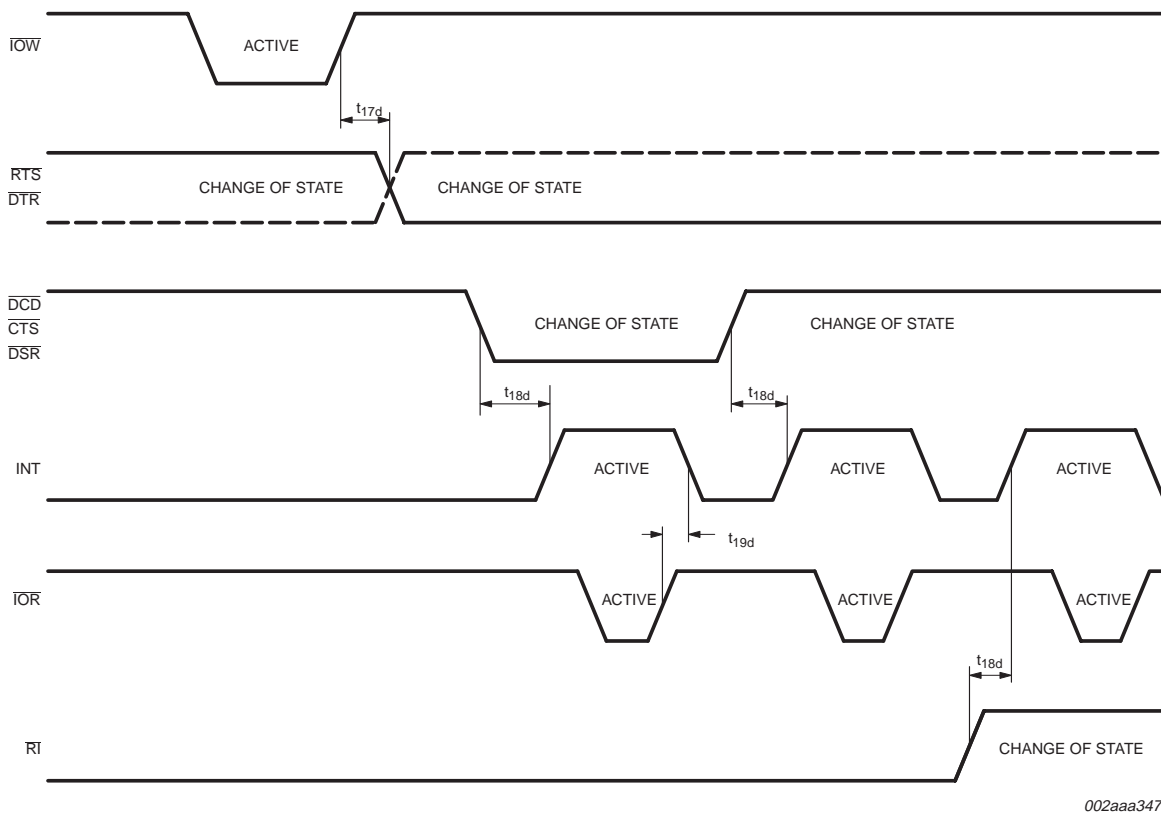 IOW
ACTIVE
t17d
RTS
DTR
CHANGE OF STATE
CHANGE OF STATE
DCD
CTS
DSR
CHANGE OF STATE
CHANGE OF STATE
t18d
t18d
INT
ACTIVE
ACTIVE
ACTIVE
t19d
IOR
ACTIVE
ACTIVE
ACTIVE
t18d
RI
CHANGE OF STATE
002aaa347